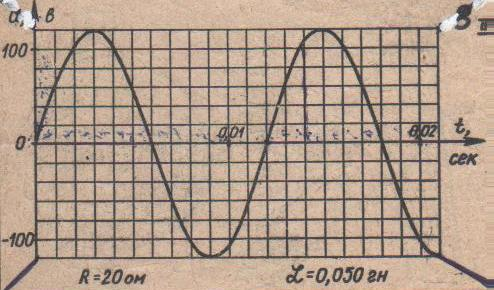 u, в
З
100
0,01
0,02
t,
0
сек
-100
R = 20 ом
L = 0,050 гн